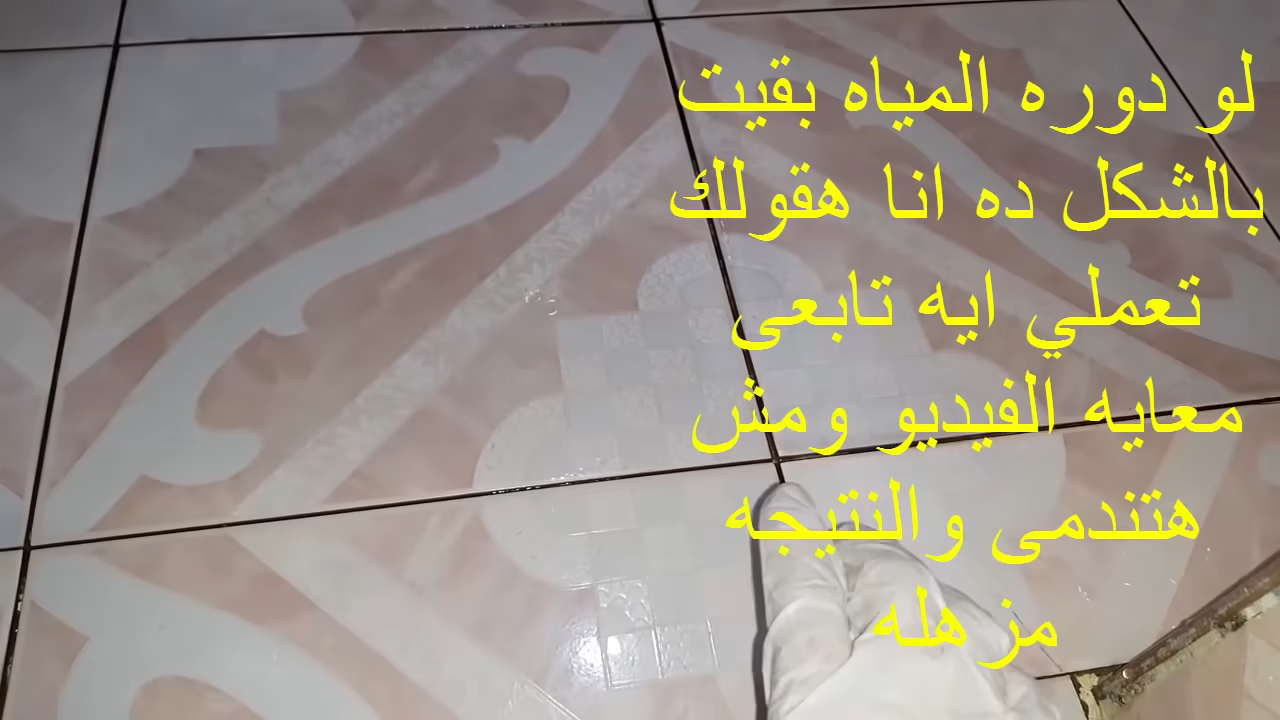 لو دوره المياه بقيت
بالشكل ده انا هقولك
تعملي ايه تابعى
معايه الفيديو ومش
هتندمى والنتيجه
مزهله